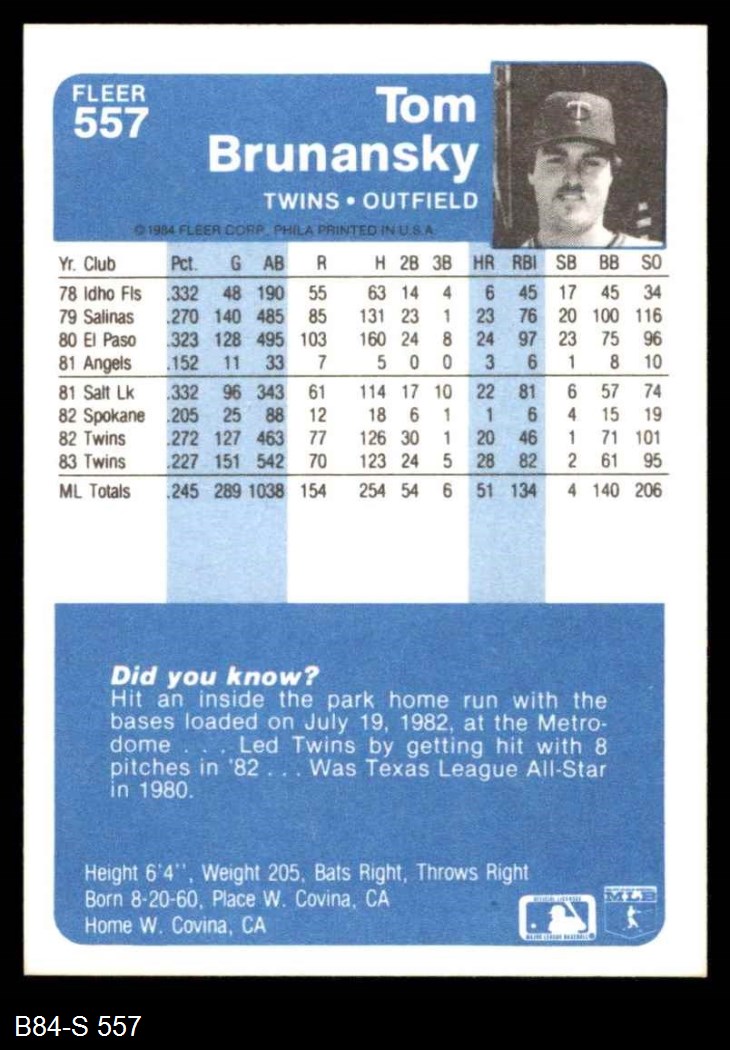 FLEER
557
Tom
Brunansky
TWINS • OUTFIELD
© 1984 FLEER CORP., PHILA PRINTED IN U.S.A.
Yr. Club Pct. G AB R H 2B 3B HR RBI SB BB SO
78 Idho Fls .332 48 190 55 63 14 4 6 45 17 45 34
79 Salinas .270 140 485 85 131 23 1 23 76 20 100 116
80 El Paso .323 128 495 103 160 24 8 24 97 23 75 96
81 Angels .152 11 33 7 5 0 0 3 6 1 8 10
81 Salt Lk .332 96 343 61 114 17 10 22 81 6 57 74
82 Spokane .205 25 88 12 18 6 1 1 6 4 15 19
82 Twins .272 127 463 77 126 30 1 20 46 1 71 101
83 Twins .227 151 542 70 123 24 5 28 82 2 61 95
ML Totals .245 289 1038 154 254 54 6 51 134 4 140 206
Did you know?
Hit an inside the park home run with the
bases loaded on July 19, 1982, at the Metro-
dome . . . Led Twins by getting hit with 8
pitches in '82 . . . Was Texas League All-Star
in 1980.
Height 6'4'', Weight 205, Bats Right, Throws Right
Born 8-20-60, Place W. Covina, CA
Home W. Covina, CA
MAJOR LEAGUE BASEBALL
B84-S 557